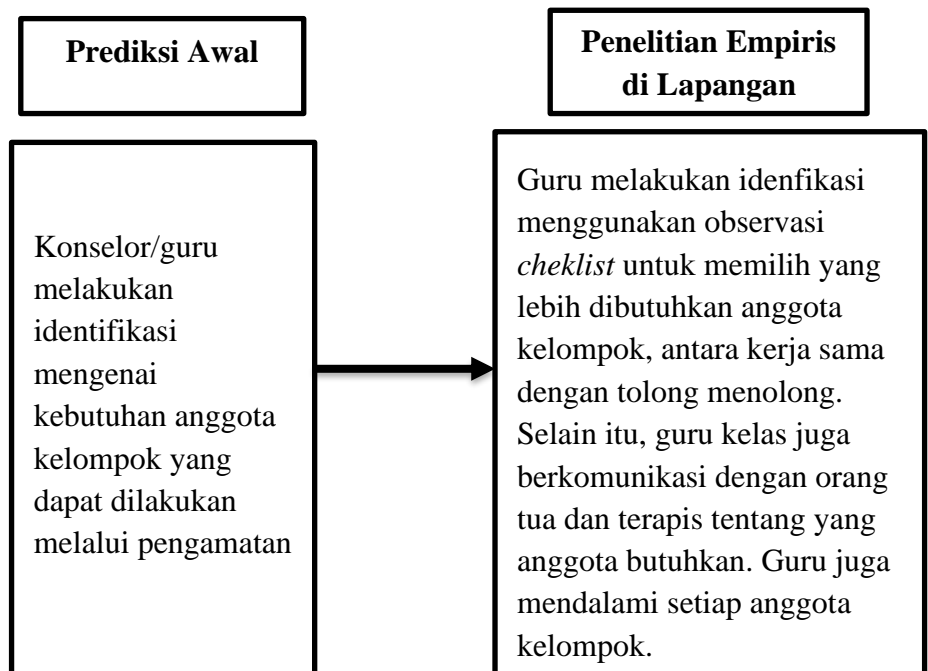 Prediksi Awal
Penelitian Empiris
di Lapangan
Konselor/guru
melakukan
identifikasi
mengenai
kebutuhan anggota
kelompok yang
dapat dilakukan
melalui pengamatan
Guru melakukan idenfikasi
menggunakan observasi
cheklist untuk memilih yang
lebih dibutuhkan anggota
kelompok, antara kerja sama
dengan tolong menolong.
Selain itu, guru kelas juga
berkomunikasi dengan orang
tua dan terapis tentang yang
anggota butuhkan. Guru juga
mendalami setiap anggota
kelompok.